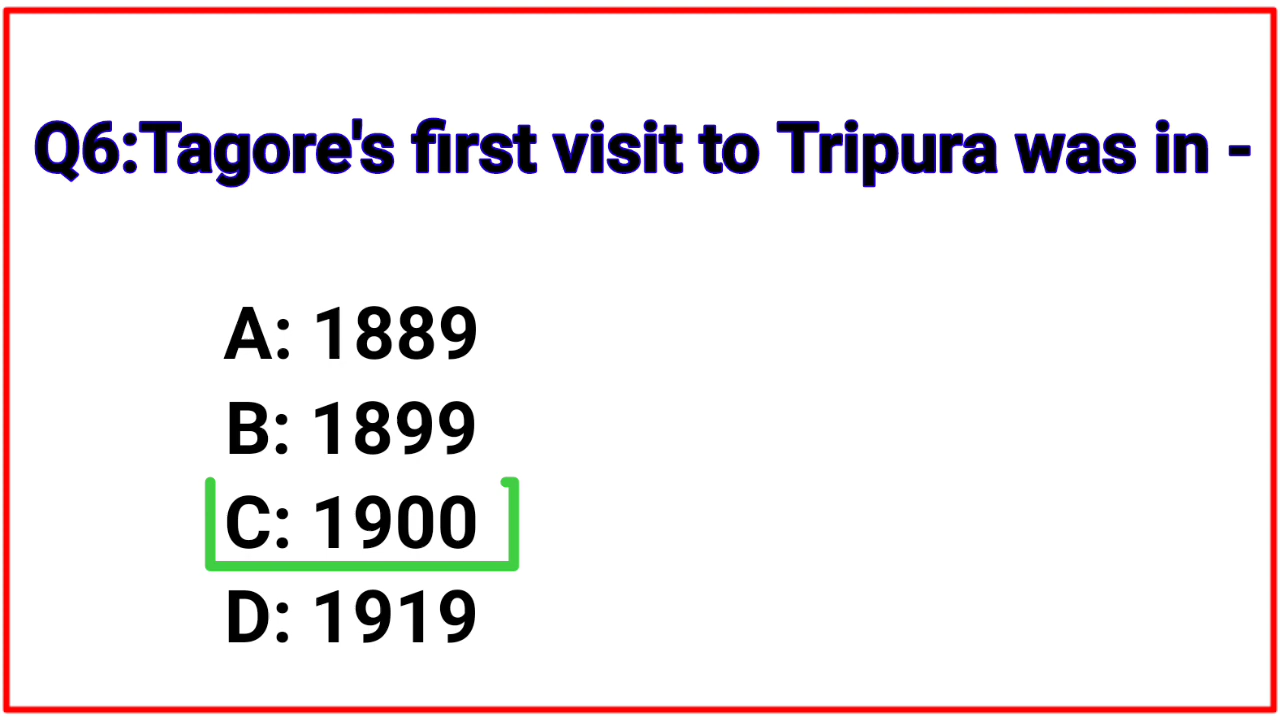 Q6:Tagore's first visit to Tripura was in -
A: 1889
B: 1899
C: 1900
D: 1919